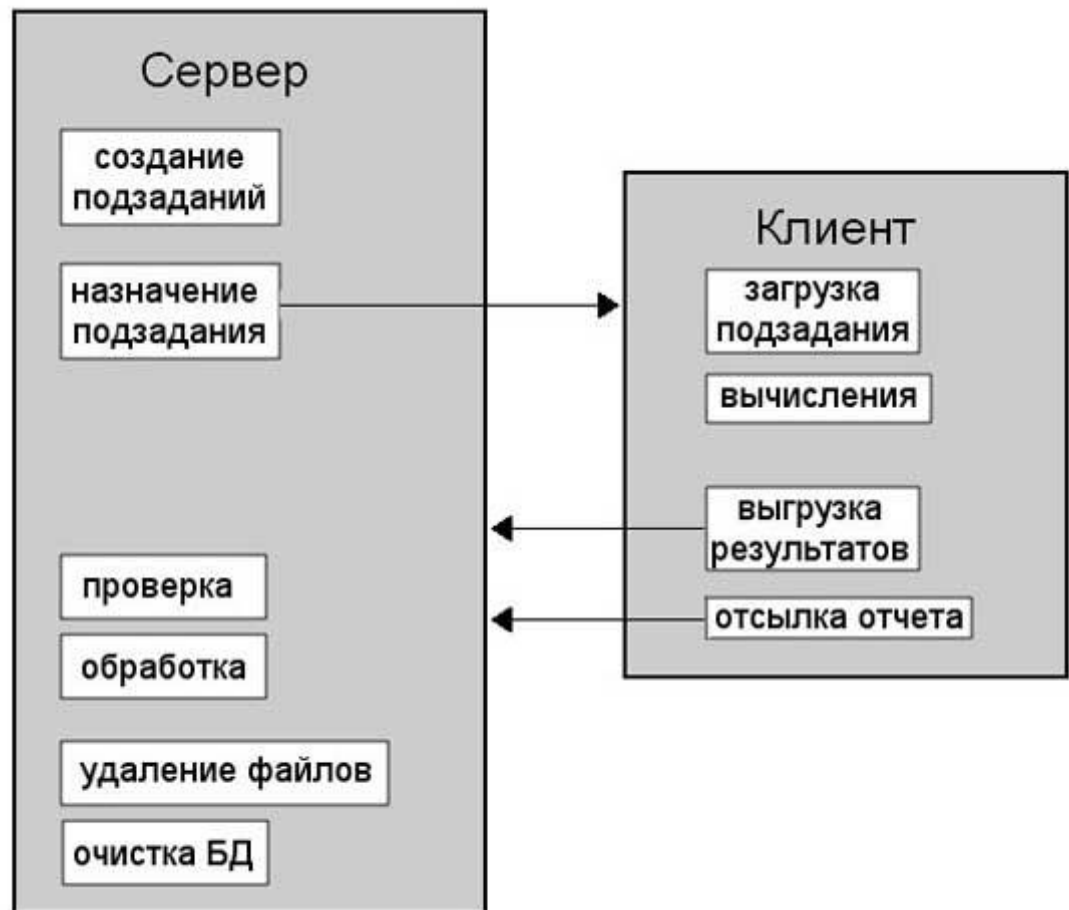 Сервер
создание
подзаданий
назначение
подзадания
проверка
обработка
удаление файлов
очистка БД
Клиент
загрузка
подзадания
вычисления
выгрузка
результатов
отсылка отчета